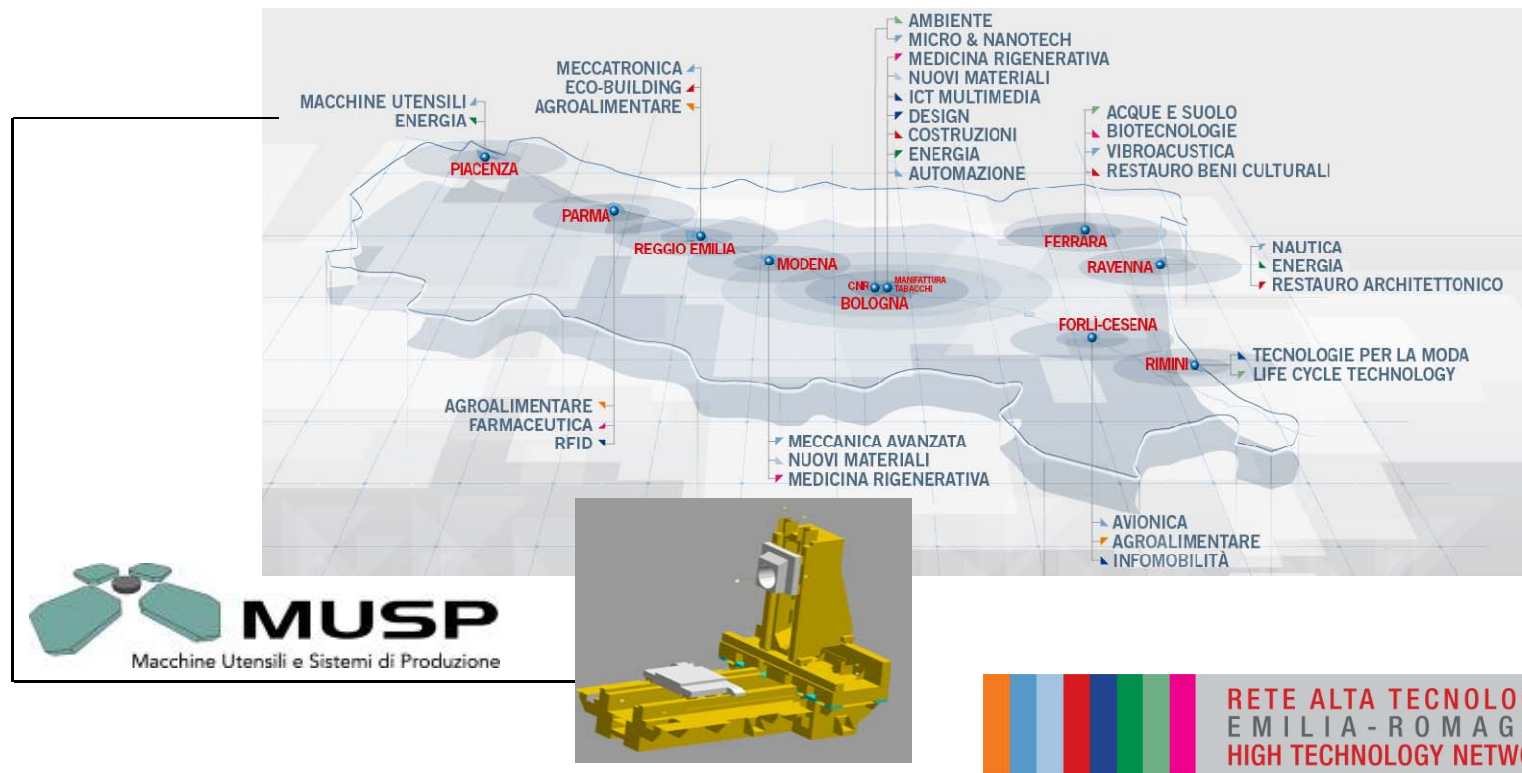 AMBIENTE
MICRO & NANOTECH
MEDICINA RIGENERATIVA
NUOVI MATERIALI
ICT MULTIMEDIA
DESIGN
COSTRUZIONI
ENERGIA
AUTOMAZIONE
MECCATRONICA
ECO-BUILDING
AGROALIMENTARE
MACCHINE UTENSILI
ENERGIA
ACQUE E SUOLO
BIOTECNOLOGIE
VIBROACUSTICA
RESTAURO BENI CULTURALI
PIACENZA
PARMA
REGGIO EMILIA
MODENA
CNR
MANIFATTURA
TABACCHI
BOLOGNA
FERRARA
RAVENNA
NAUTICA
ENERGIA
RESTAURO ARCHITETTONICO
FORLÌ-CESENA
RIMINI
TECNOLOGIE PER LA MODA
LIFE CYCLE TECHNOLOGY
AGROALIMENTARE
FARMACEUTICA
RFID
MECCANICA AVANZATA
NUOVI MATERIALI
MEDICINA RIGENERATIVA
AVIONICA
AGROALIMENTARE
INFOMOBILITÀ
MUSP
Macchine Utensili e Sistemi di Produzione
RETE ALTA TECNOLO
EMILIA-ROMAG
HIGH TECHNOLOGY NETW